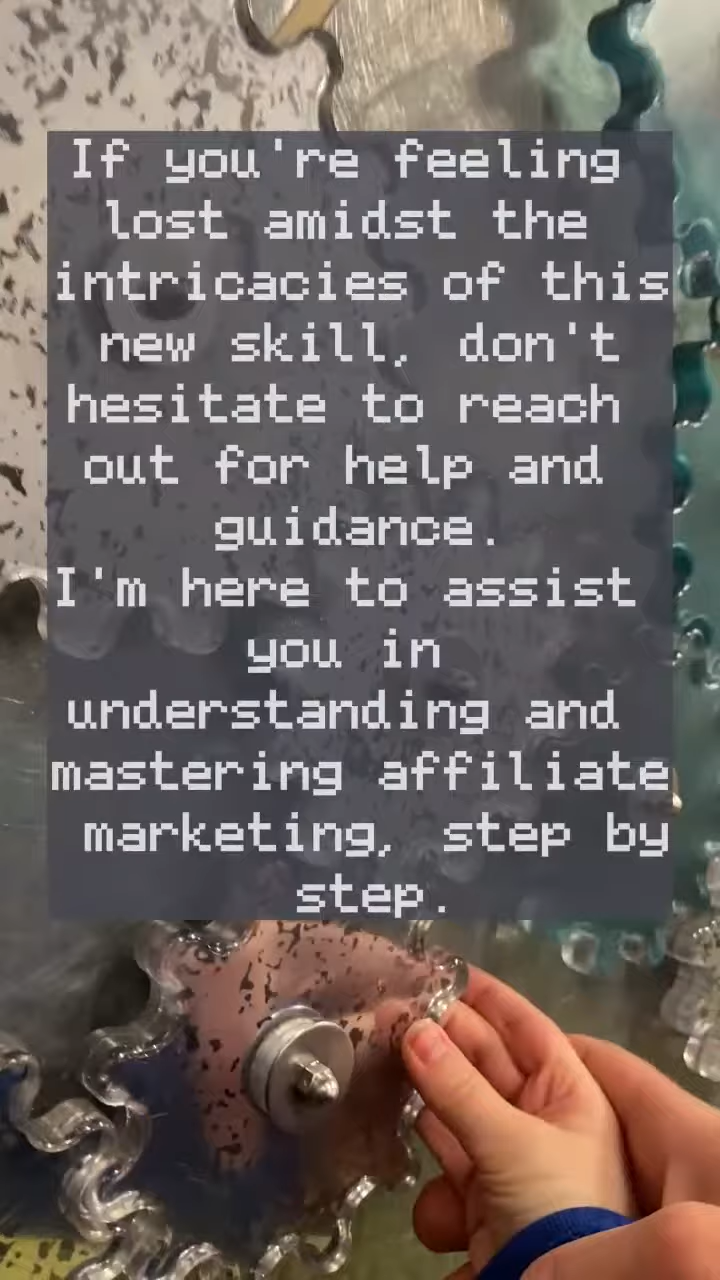 If you're feeling
lost amidst the
intricacies of this
new skill, don't
hesitate to reach
out for help and
guidance.
I'm here to assist
you in
understanding and
mastering affiliate
marketing, step by
step.